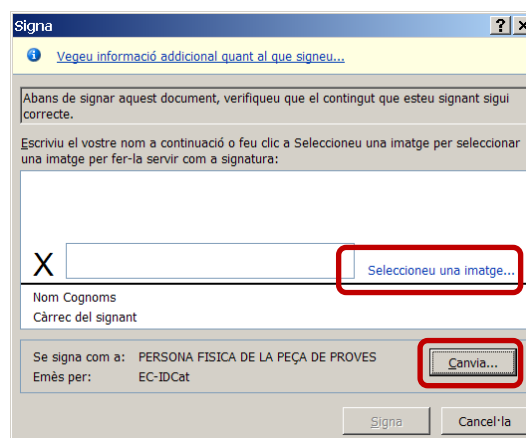 Signa
Vegeu informació addicional quant al que signeu...
Abans de signar aquest document, verifiqueu que el contingut que esteu signant sigui
correcte.
Escriviu el vostre nom a continuació o feu clic a Seleccioneu una imatge per seleccionar
una imatge per fer-la servir com a signatura:
X
Seleccioneu una imatge...
Nom Cognoms
Càrrec del signant
Se signa com a: PERSONA FISICA DE LA PEÇA DE PROVES
Canvia...
Emès per: EC-IDCat
Signa Cancel·la